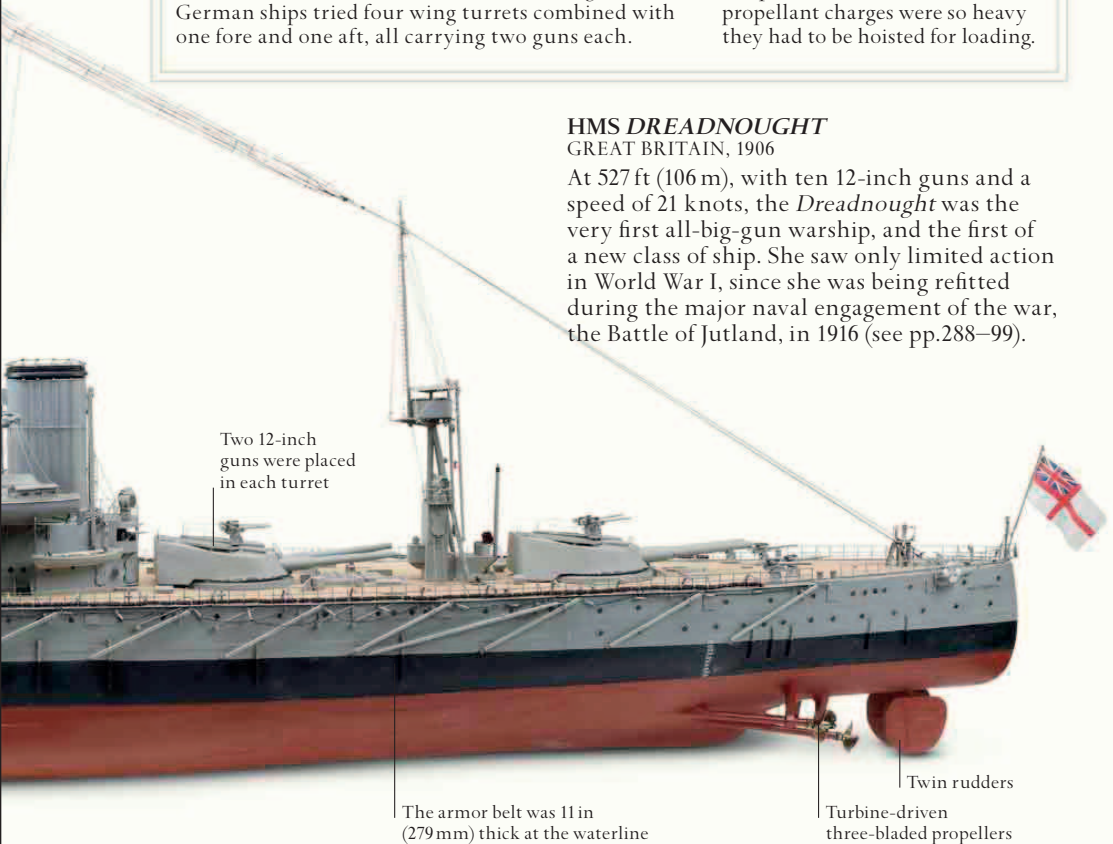 German ships tried four wing turrets combined with
one fore and one aft, all carrying two guns each.
propellant charges were so heavy
they had to be hoisted for loading.
HMS DREADNOUGHT
GREAT BRITAIN, 1906
At 527 ft (106 m), with ten 12-inch guns and a
speed of 21 knots, the Dreadnought was the
very first all-big-gun warship, and the first of
a new class of ship. She saw only limited action
in World War I, since she was being refitted
during the major naval engagement of the war,
the Battle of Jutland, in 1916 (see pp.288–99).
Two 12-inch
guns were placed
in each turret
Twin rudders
The armor belt was 11 in
(279 mm) thick at the waterline
Turbine-driven
three-bladed propellers